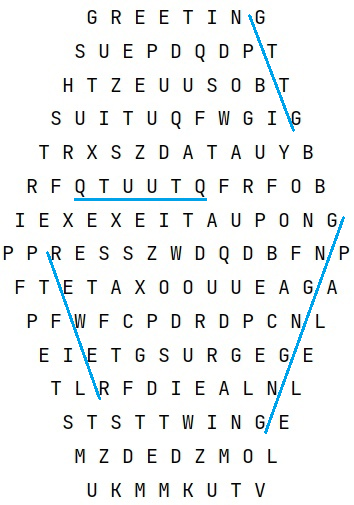 G R E E T I N G
S U E P D Q D P T
H T Z E U U S O B T
S U I T U Q F W G I G
T R X S Z D A T A U Y B
R F Q T U U T Q F R F O B
I E X E X E I T A U P O N G
P P R E S S Z W D Q D B F N P
F T E T A X O O U U E A G A
P F W F C P D R D P C N L
E I E T G S U R G E G E
T L R F D I E A L N L
S T S T T W I N G E
M Z D E D Z M O L
U K M M K U T V